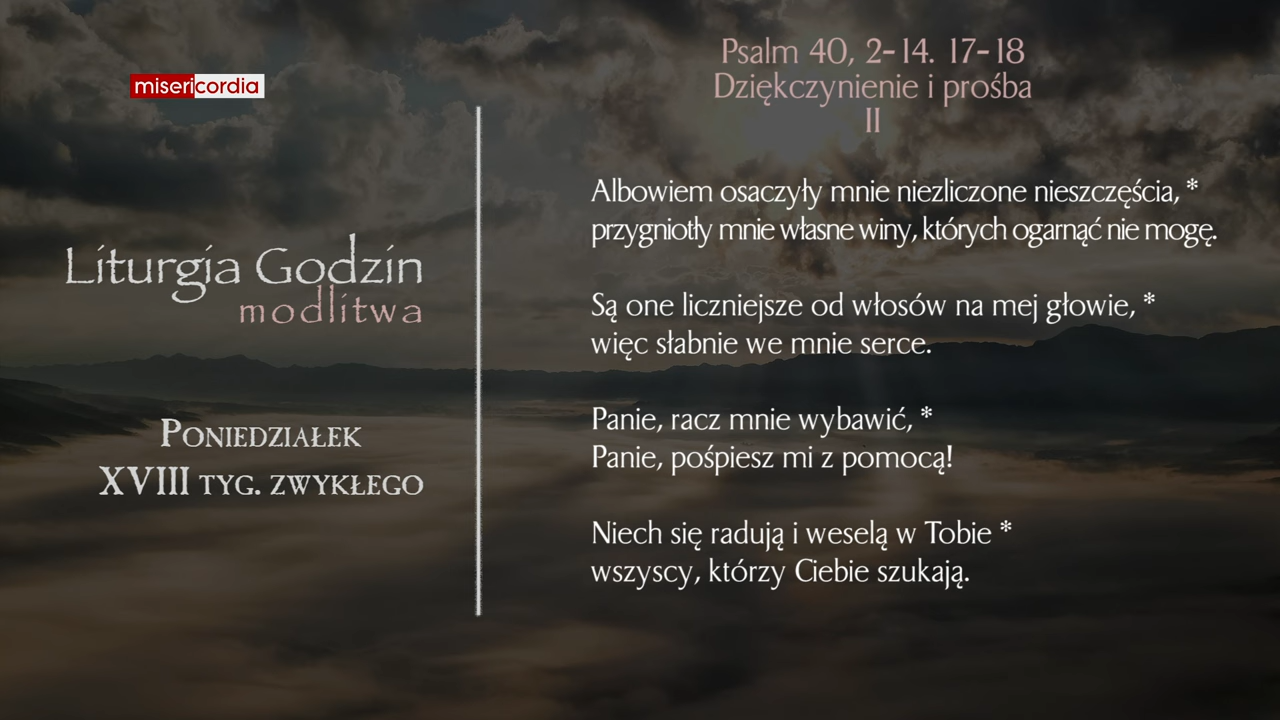 misericordia
Liturgia Godzin
modlitwa
Poniedziałek
XVIII tyg. zwykłego
Psalm 40, 2-14. 17-18
Dziękczynienie i prośba
II
Albowiem osaczyły mnie niezliczone nieszczęścia, *
przygniotły mnie własne winy, których ogarnąć nie mogę.
Są one liczniejsze od włosów na mej głowie, *
więc słabnie we mnie serce.
Panie, racz mnie wybawić, *
Panie, pośpiesz mi z pomocą!
Niech się radują i weselą w Tobie *
wszyscy, którzy Ciebie szukają.